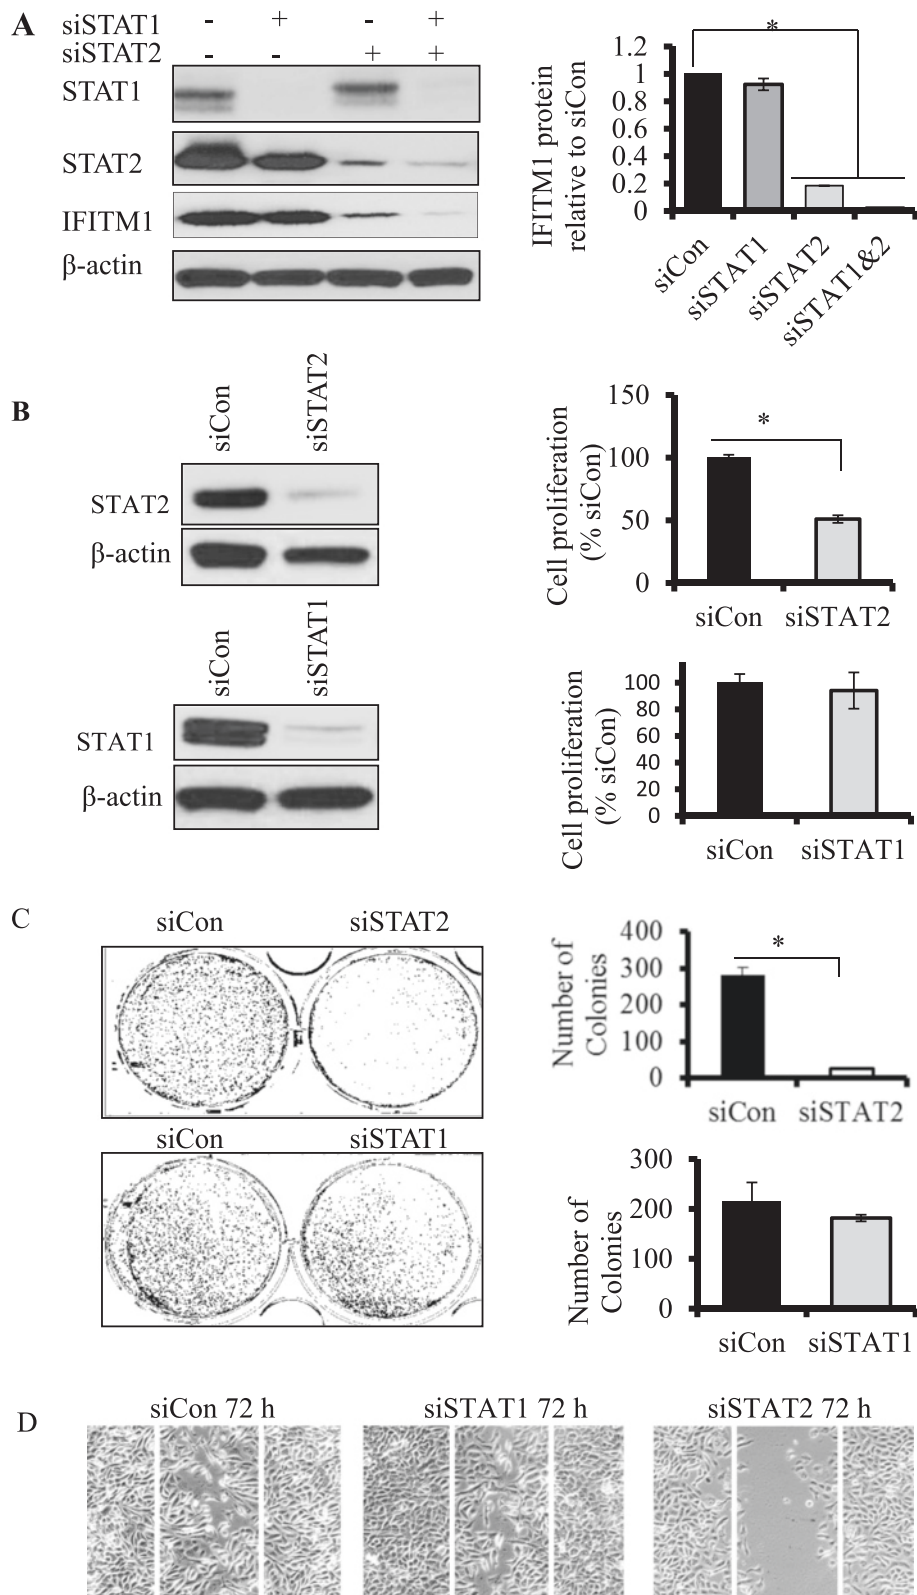 A
siSTAT1 - + - +
siSTAT2 - - + +
STAT1
STAT2
IFITM1
β-actin
*
IFITM1 protein
relative to siCon
1.2
1
0.8
0.6
0.4
0.2
0
siCon
siSTAT1
siSTAT2
siSTAT1&2
B
siCon
siSTAT2
STAT2
β-actin
Cell proliferation
(% siCon)
150
100
50
0
*
siCon siSTAT2
siCon
siSTAT1
STAT1
β-actin
Cell proliferation
(% siCon)
100
80
60
40
20
0
siCon siSTAT1
C
siCon siSTAT2
Number of
Colonies
400
300
200
100
0
*
siCon siSTAT2
siCon siSTAT1
Number of
Colonies
300
200
100
0
siCon siSTAT1
D
siCon 72 h siSTAT1 72 h siSTAT2 72 h